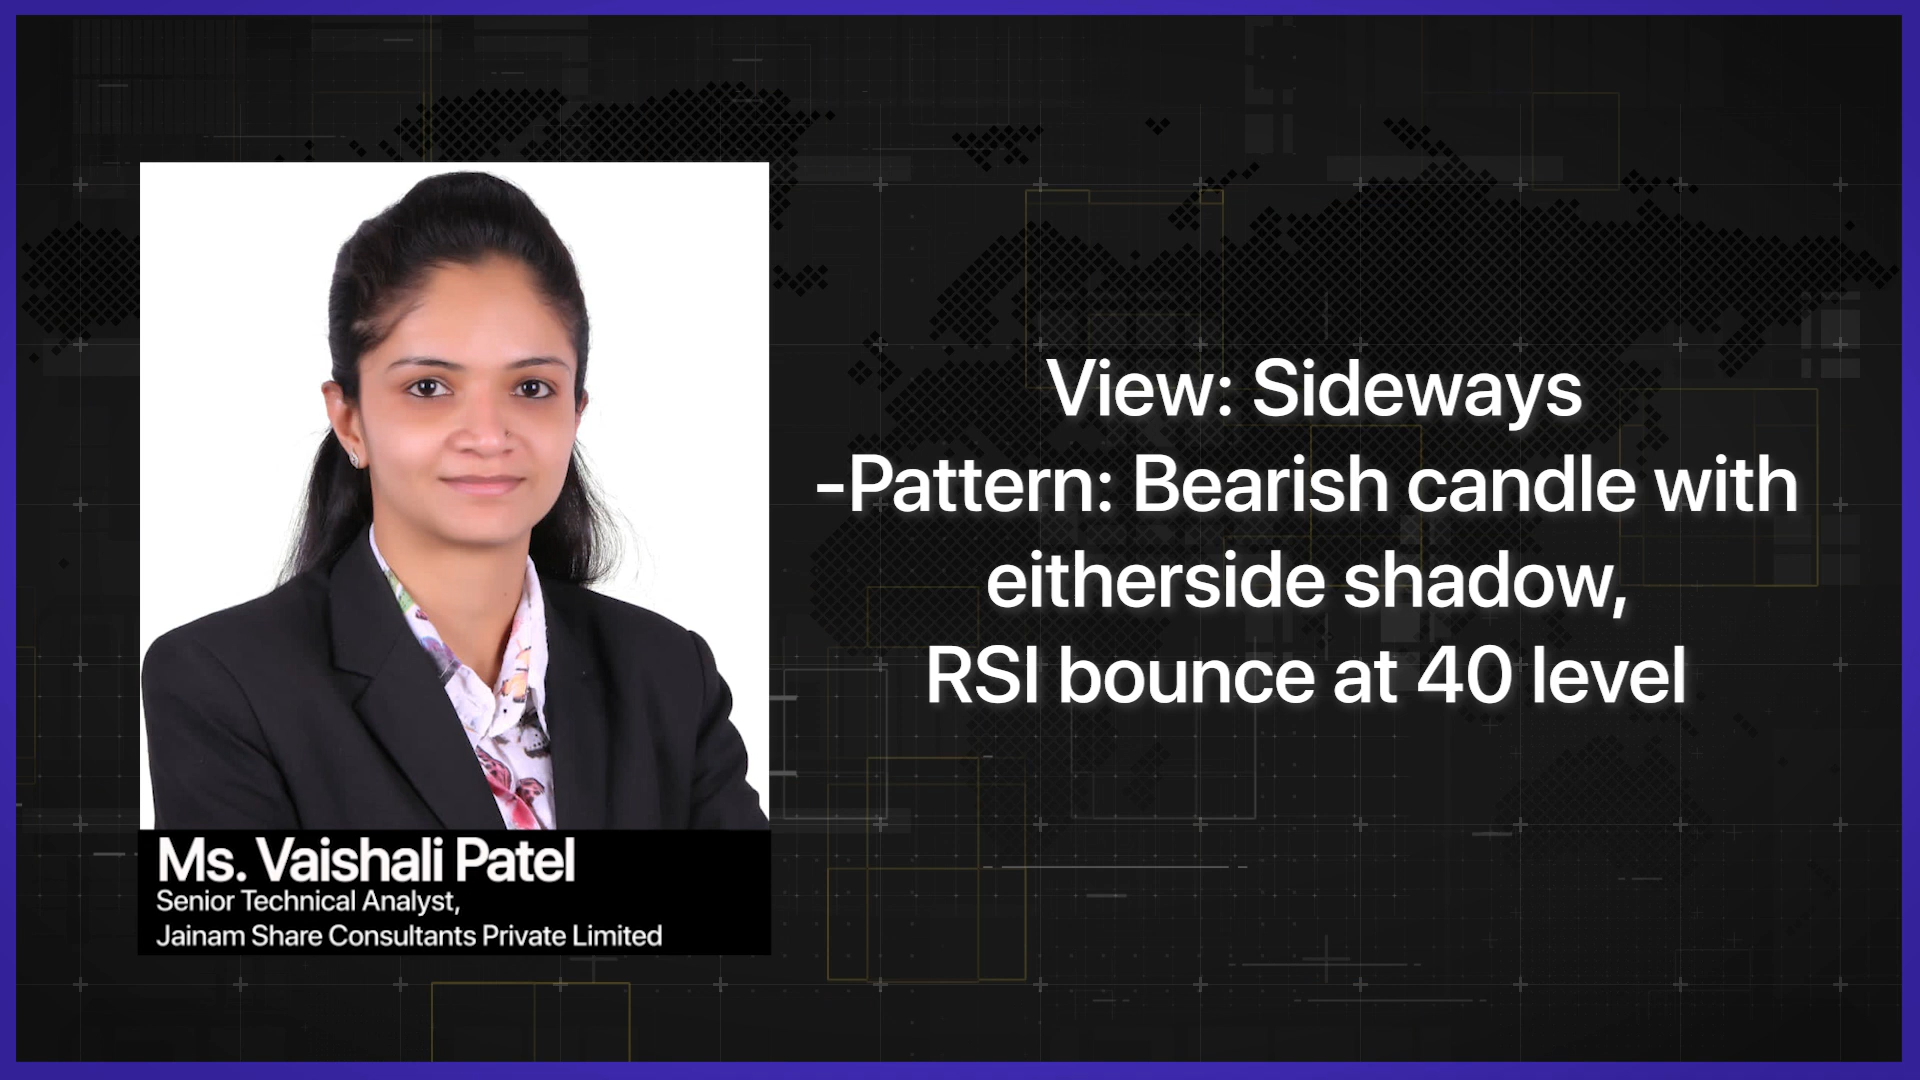 View: Sideways
-Pattern: Bearish candle with
eitherside shadow,
RSI bounce at 40 level
Ms. Vaishali Patel
Senior Technical Analyst,
Jainam Share Consultants Private Limited